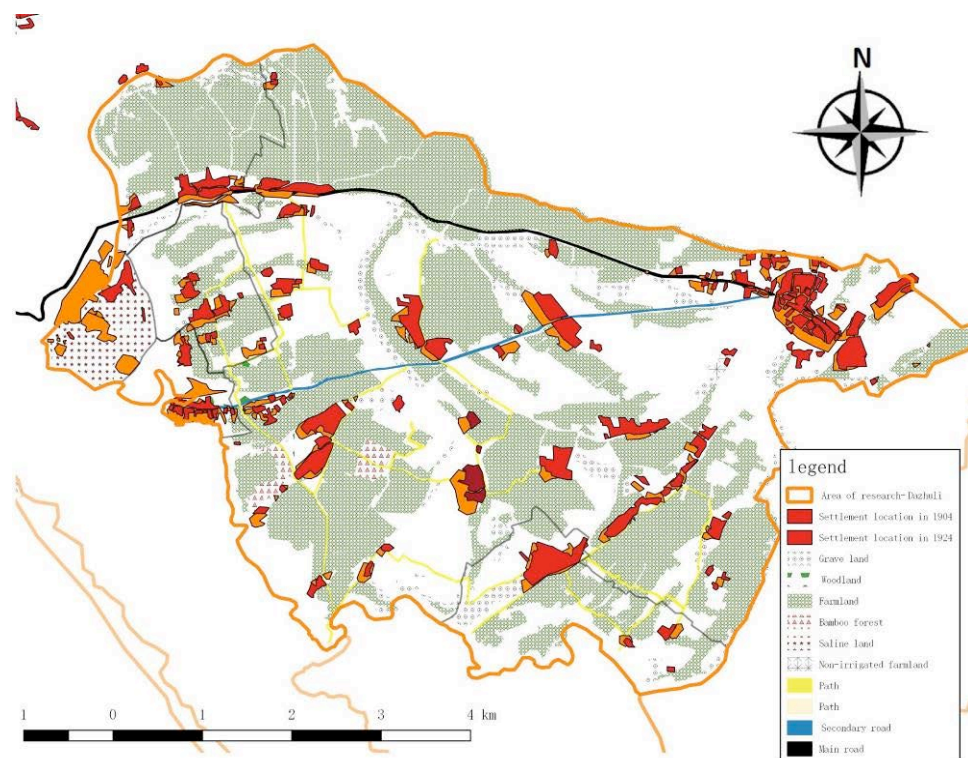 N
legend
Area of research-Dazhuli
Settlement location in 1904
Settlement location in 1924
Grave land
Woodland
Farmland
Bamboo forest
Saline land
Non-irrigated farmland
Path
Path
Secondary road
Main road
1 0 1 2 3 4 km